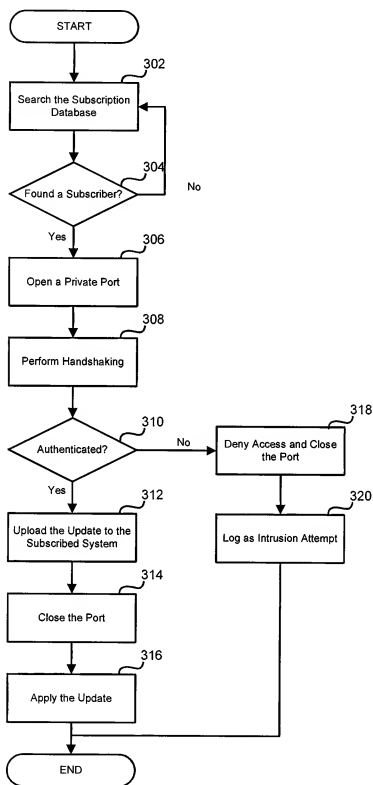 START
302
Search the Subscription
Database
304
Found a Subscriber?
No
Yes
306
Open a Private Port
308
Perform Handshaking
310
Authenticated?
No
318
Deny Access and Close
the Port
Yes
312
Upload the Update to the
Subscribed System
320
Log as Intrusion Attempt
314
Close the Port
316
Apply the Update
END